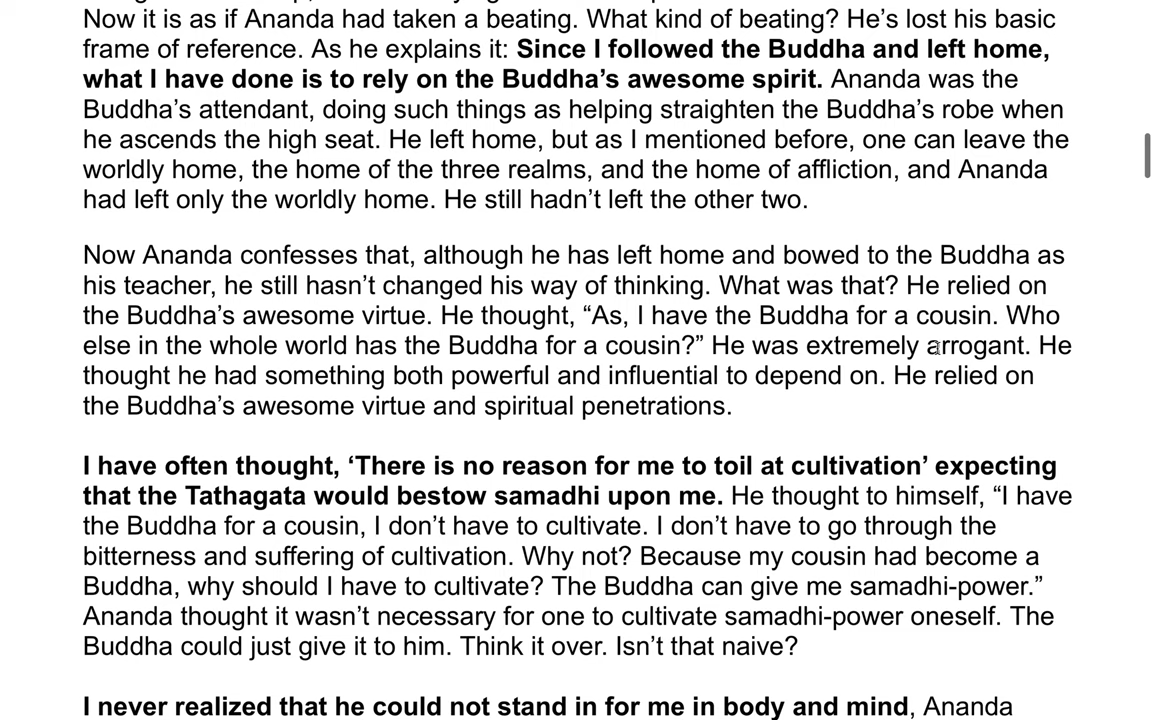 Now it is as if Ananda had taken a beating. What kind of beating? He’s lost his basic
frame of reference. As he explains it: Since I followed the Buddha and left home,
what I have done is to rely on the Buddha’s awesome spirit. Ananda was the
Buddha’s attendant, doing such things as helping straighten the Buddha’s robe when
he ascends the high seat. He left home, but as I mentioned before, one can leave the
worldly home, the home of the three realms, and the home of affliction, and Ananda
had left only the worldly home. He still hadn’t left the other two.
Now Ananda confesses that, although he has left home and bowed to the Buddha as
his teacher, he still hasn’t changed his way of thinking. What was that? He relied on
the Buddha’s awesome virtue. He thought, “As, I have the Buddha for a cousin. Who
else in the whole world has the Buddha for a cousin?” He was extremely arrogant. He
thought he had something both powerful and influential to depend on. He relied on
the Buddha’s awesome virtue and spiritual penetrations.
I have often thought, ‘There is no reason for me to toil at cultivation’ expecting
that the Tathagata would bestow samadhi upon me. He thought to himself, “I have
the Buddha for a cousin, I don’t have to cultivate. I don’t have to go through the
bitterness and suffering of cultivation. Why not? Because my cousin had become a
Buddha, why should I have to cultivate? The Buddha can give me samadhi-power.”
Ananda thought it wasn’t necessary for one to cultivate samadhi-power oneself. The
Buddha could just give it to him. Think it over. Isn’t that naive?
I never realized that he could not stand in for me in body and mind, Ananda